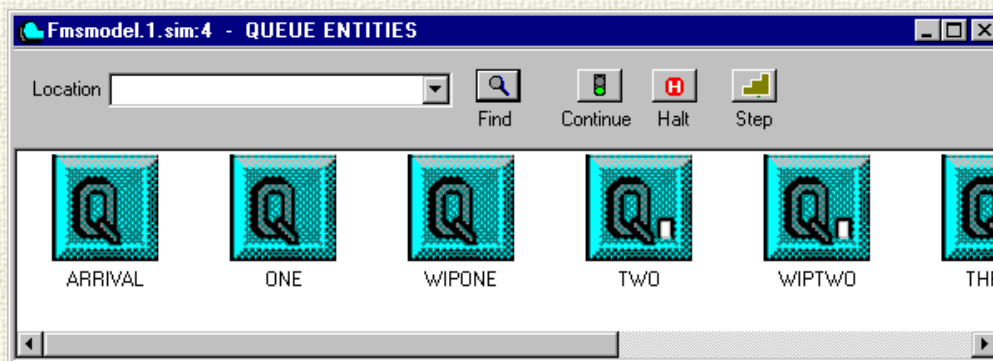 Fmsmodel.1.sim:4 - QUEUE ENTITIES
Location
Find Continue Halt Step
ARRIVAL ONE WIPONE TWO WIPTWO